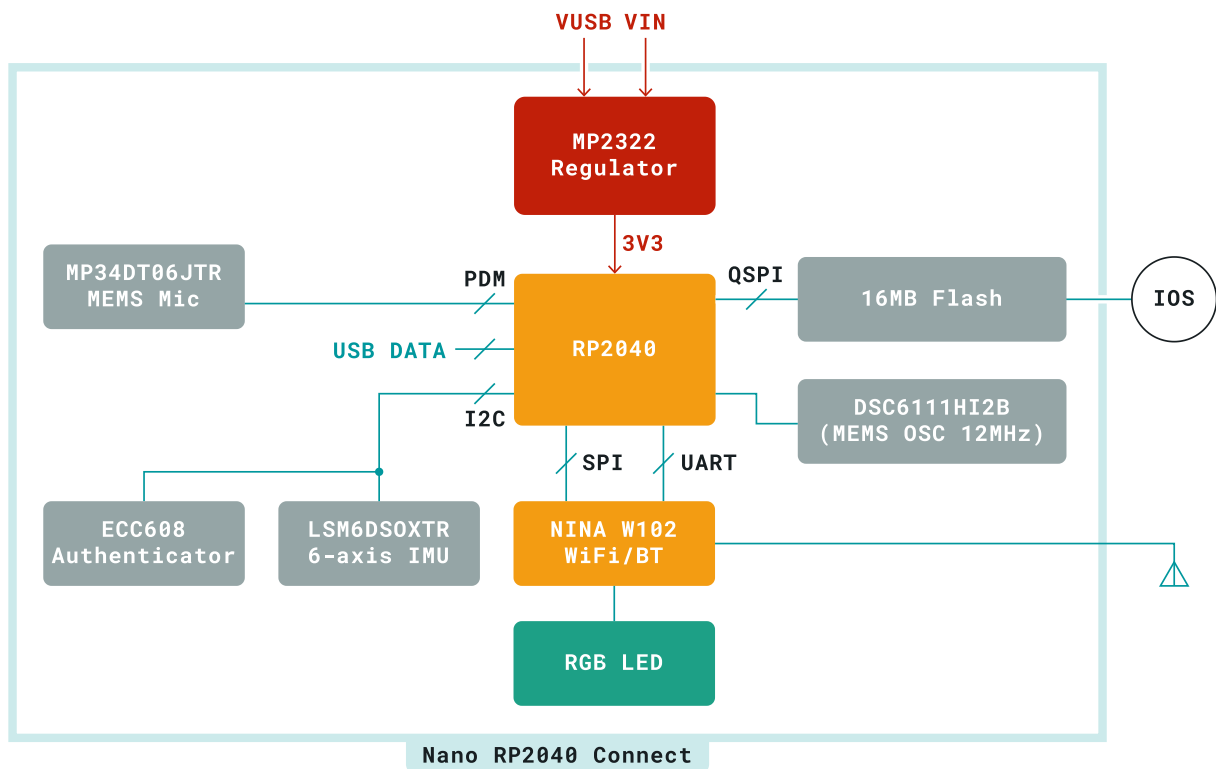 VUSB VIN
MP2322
Regulator
3V3
MP34DT06JTR
MEMS Mic
PDM
QSPI
16MB Flash
IOS
RP2040
USB DATA
I2C
DSC6111HI2B
(MEMS OSC 12MHz)
SPI
UART
ECC608
Authenticator
LSM6DSOXTR
6-axis IMU
NINA W102
WiFi/BT
RGB LED
Nano RP2040 Connect